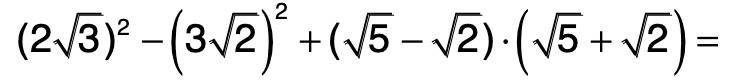 (2√3)² − (3√2)² + (√5 − √2) · (√5 + √2) =